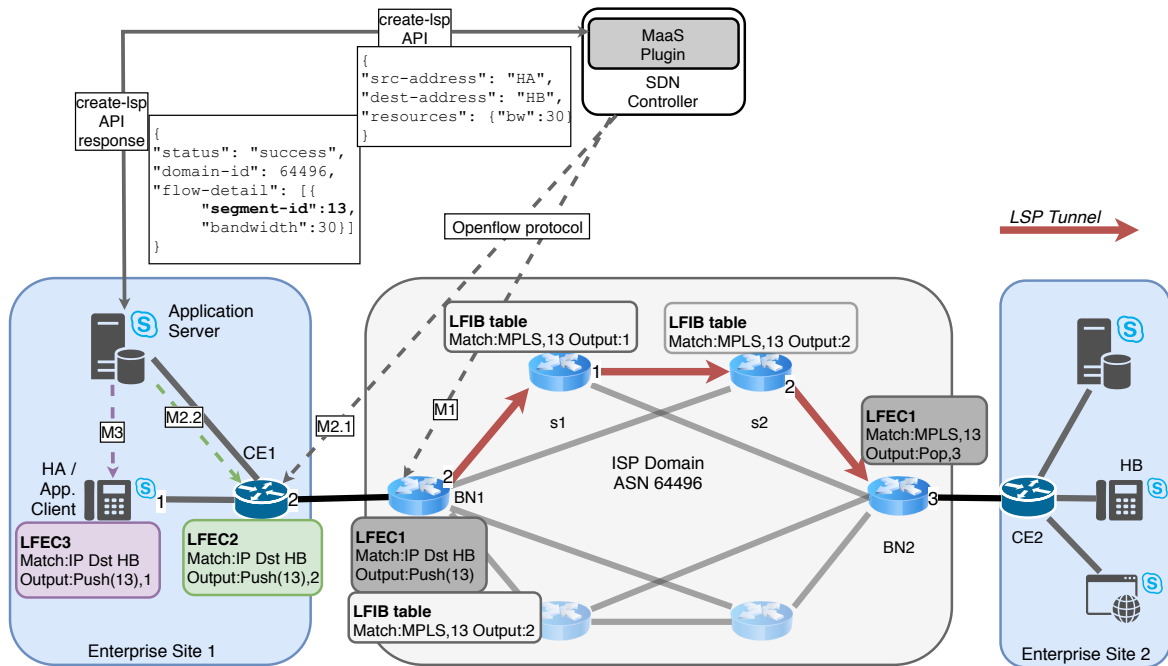 create-lsp
API
MaaS
Plugin
SDN
Controller
{
"src-address": "HA",
"dest-address": "HB",
"resources": {"bw":30}
}
create-lsp
API
response
{
"status": "success",
"domain-id": 64496,
"flow-detail": [{
"segment-id":13,
"bandwidth":30}]
}
Openflow protocol
LSP Tunnel
Application
Server
S
LFIB table
Match:MPLS,13 Output:1
LFIB table
Match:MPLS,13 Output:2
S
1
2
M3
M2.2
M2.1
M1
s1
s2
LFEC1
Match:MPLS,13
Output:Pop,3
CE1
HA /
App.
Client
S
1
2
2
BN1
ISP Domain
ASN 64496
3
BN2
HB
S
CE2
LFEC3
Match:IP Dst HB
Output:Push(13),1
LFEC2
Match:IP Dst HB
Output:Push(13),2
LFEC1
Match:IP Dst HB
Output:Push(13)
LFIB table
Match:MPLS,13 Output:2
S
Enterprise Site 1
Enterprise Site 2